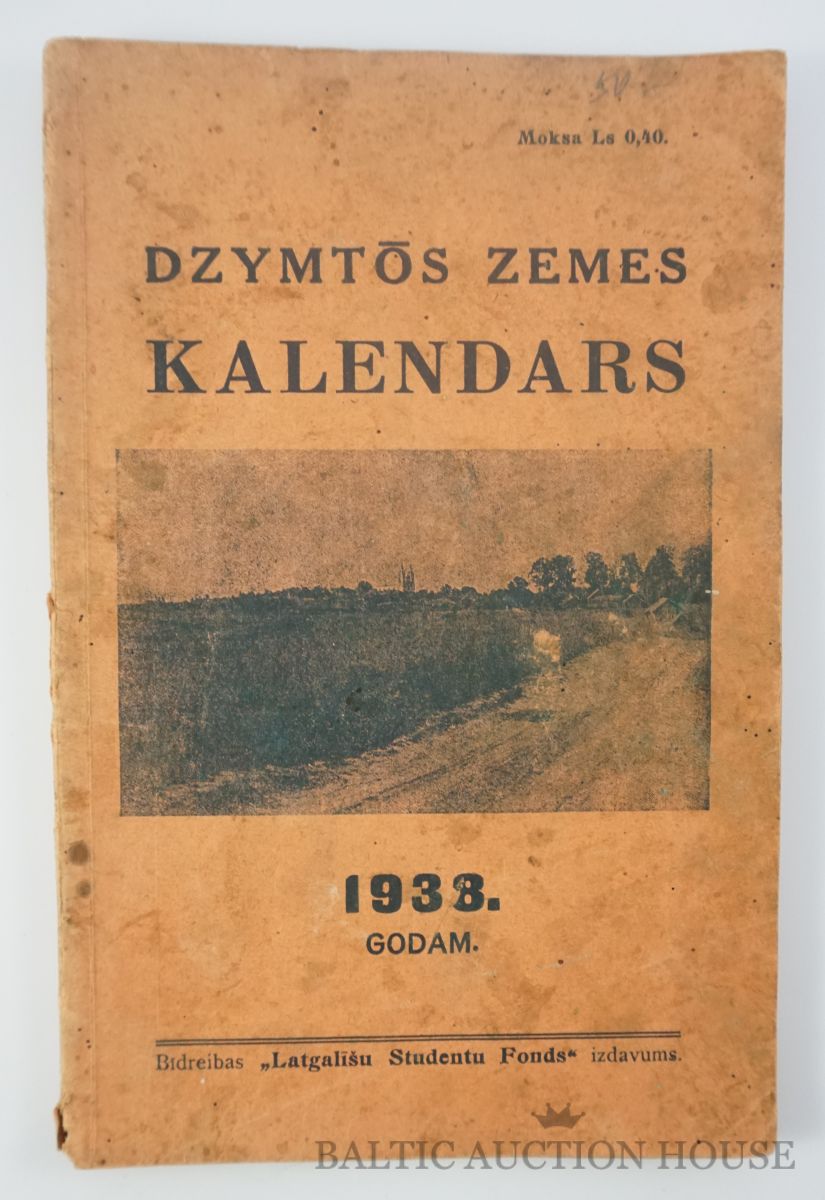 Moksa Ls 0,40.
DZYMTŌS ZEMES
KALENDARS
1938.
GODAM.
Bīdreibas „Latgalīšu Studentu Fonds“ izdavums.
BALTIC AUCTION HOUSE